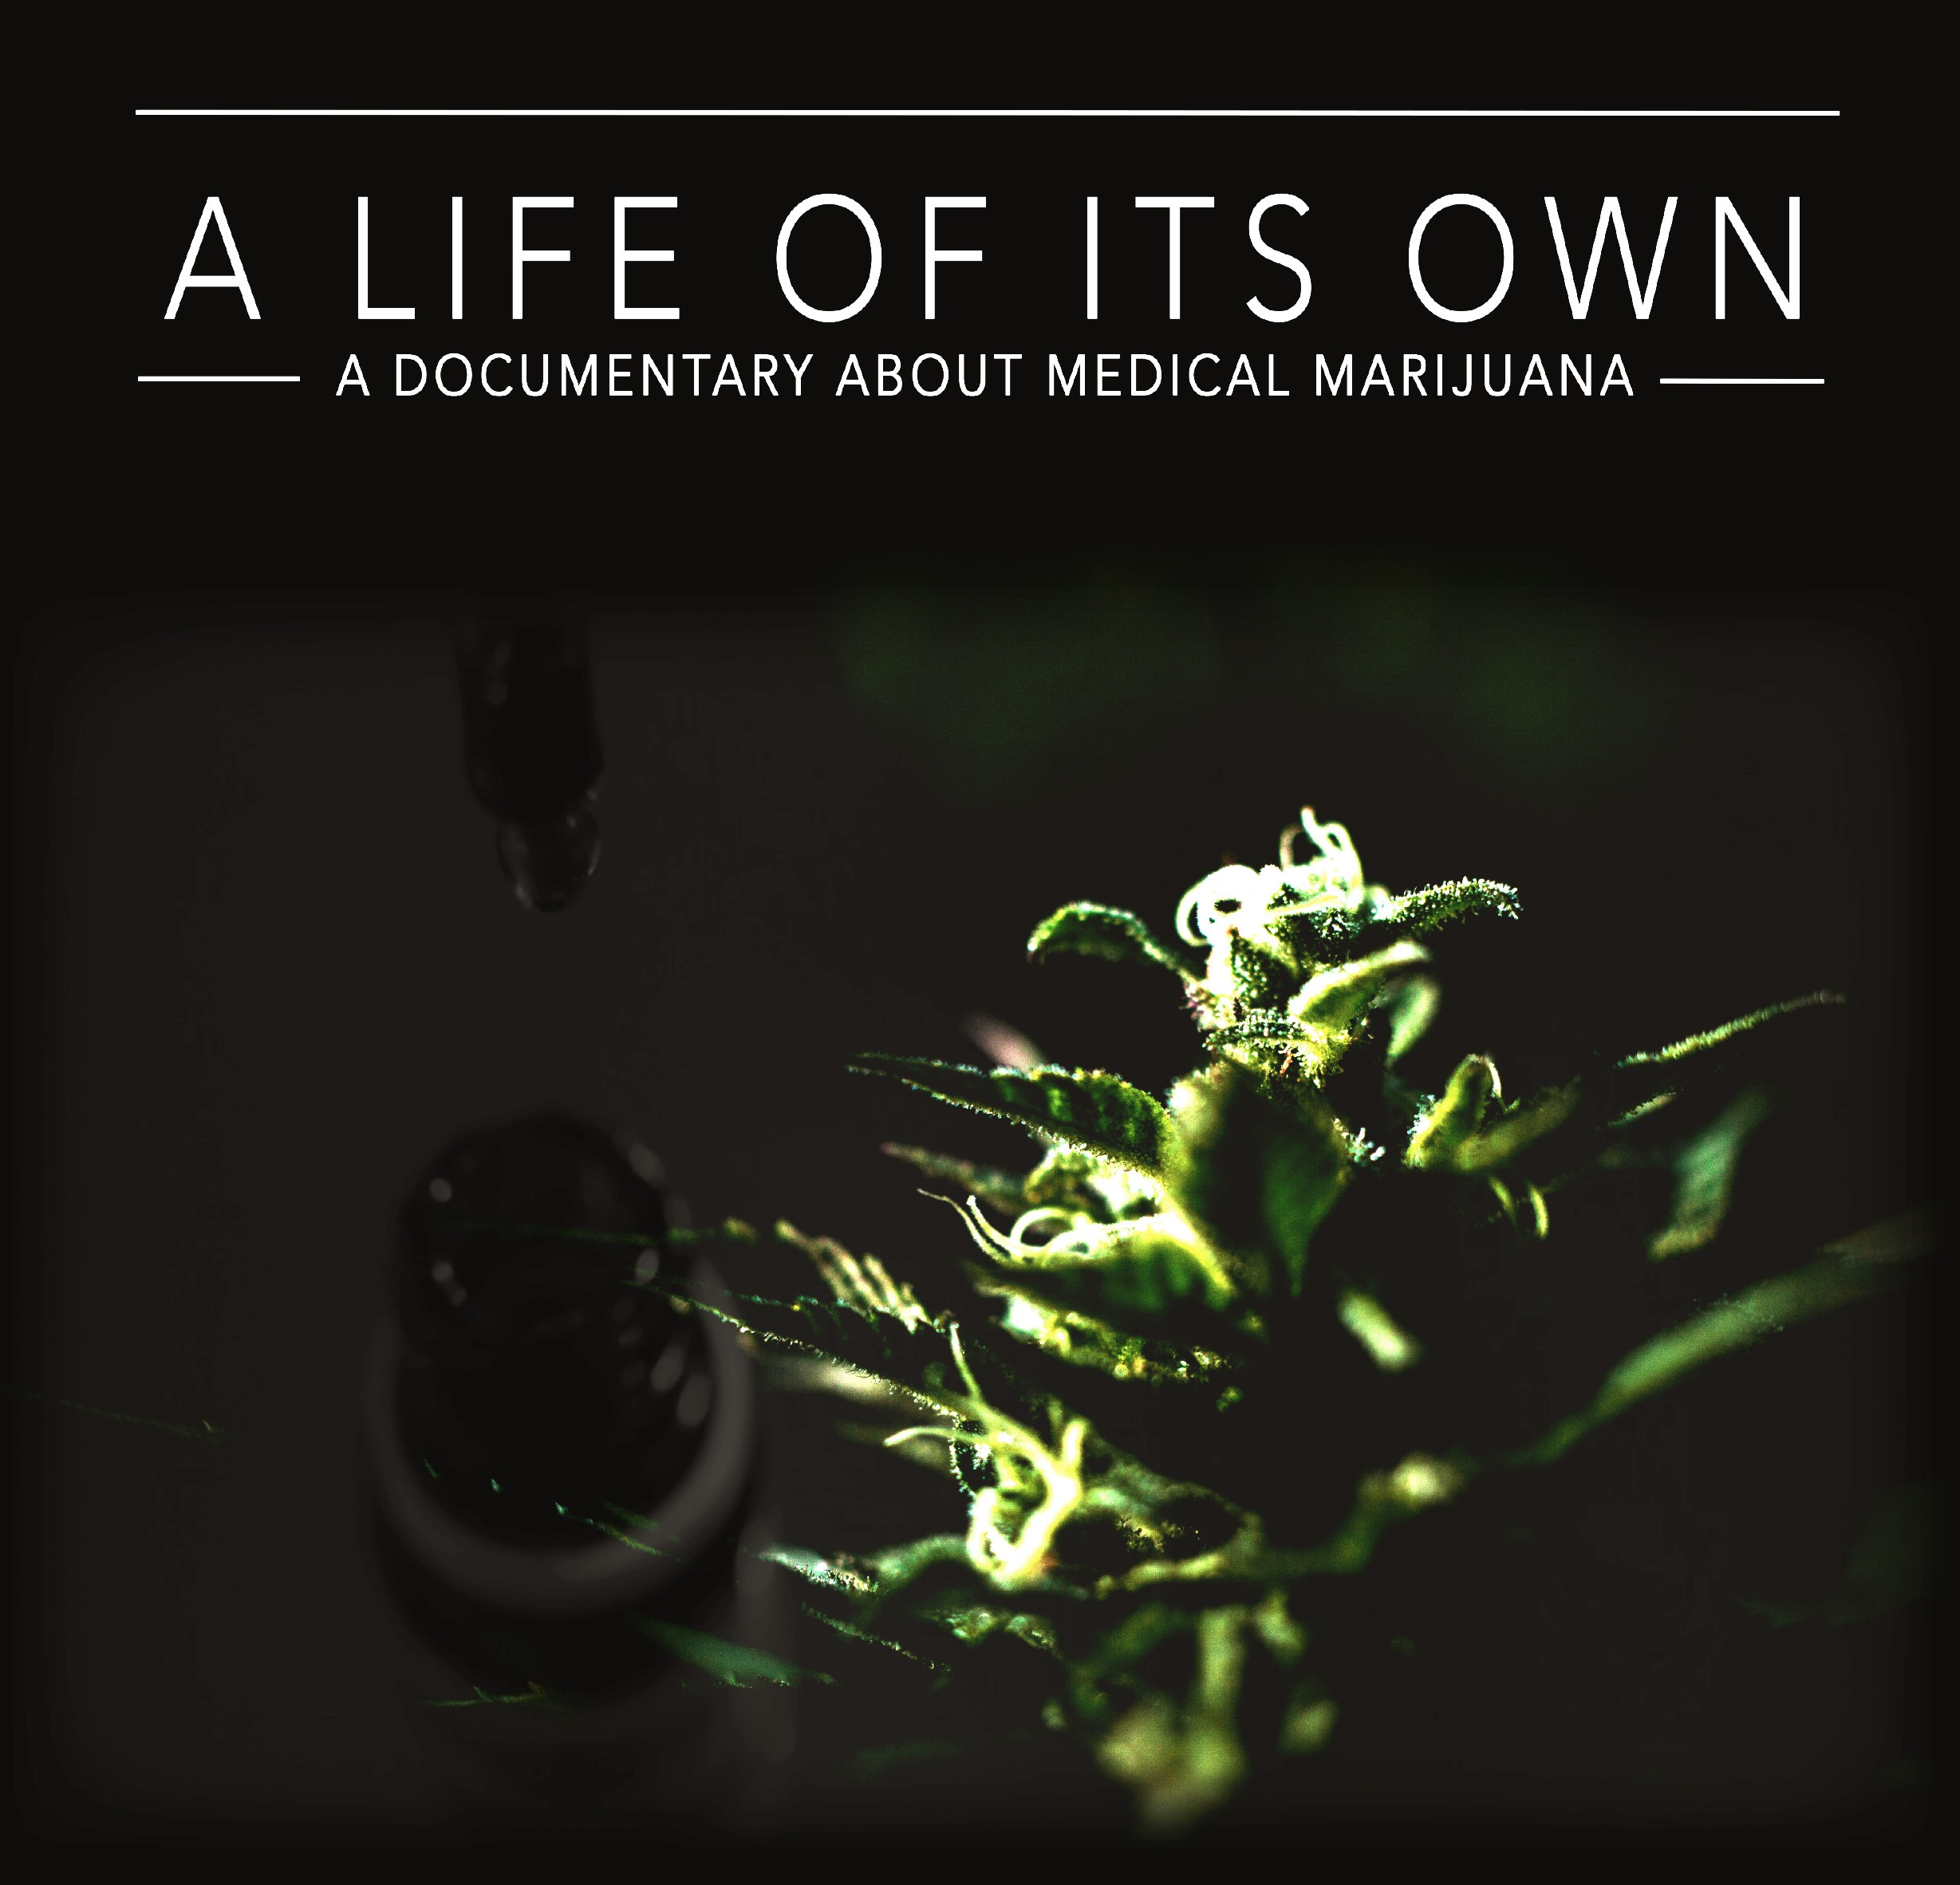 A LIFE OF ITS OWN
A DOCUMENTARY ABOUT MEDICAL MARIJUANA